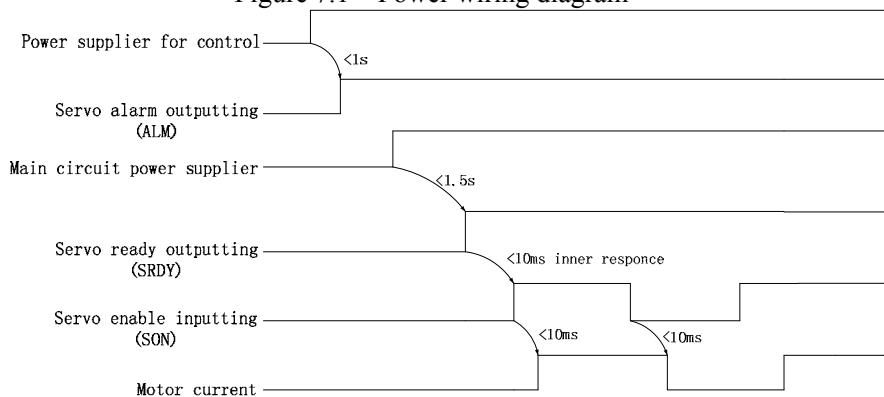 Figure 7.1 Power wiring diagram
Power supplier for control
<1s
Servo alarm outputting
(ALM)
Main circuit power supplier
<1.5s
Servo ready outputting
(SRDY)
<10ms inner responce
Servo enable inputting
(SON)
<10ms
<10ms
Motor current